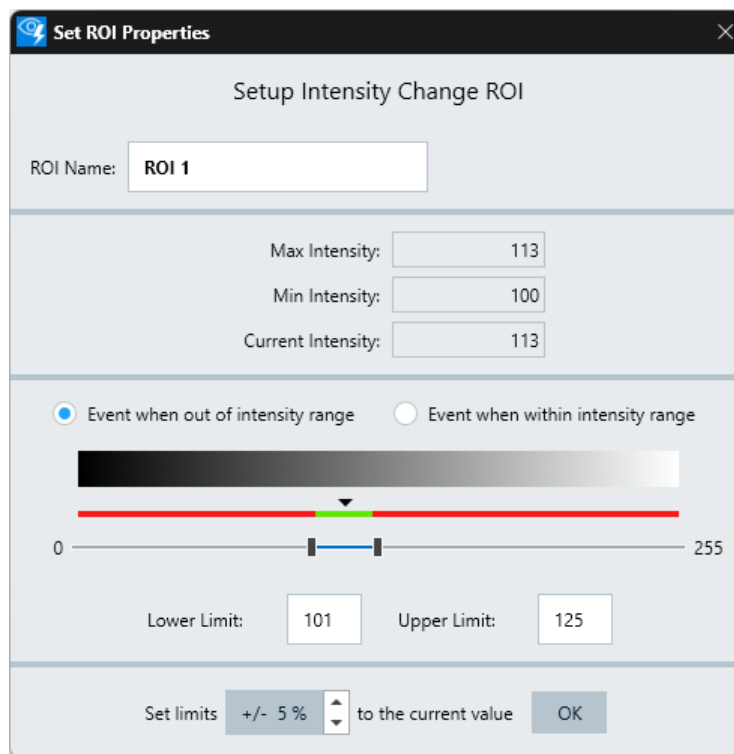 Set ROI Properties
Setup Intensity Change ROI
ROI Name: ROI 1
Max Intensity: 113
Min Intensity: 100
Current Intensity: 113
Event when out of intensity range Event when within intensity range
0 255
Lower Limit: 101 Upper Limit: 125
Set limits +/- 5 % to the current value OK